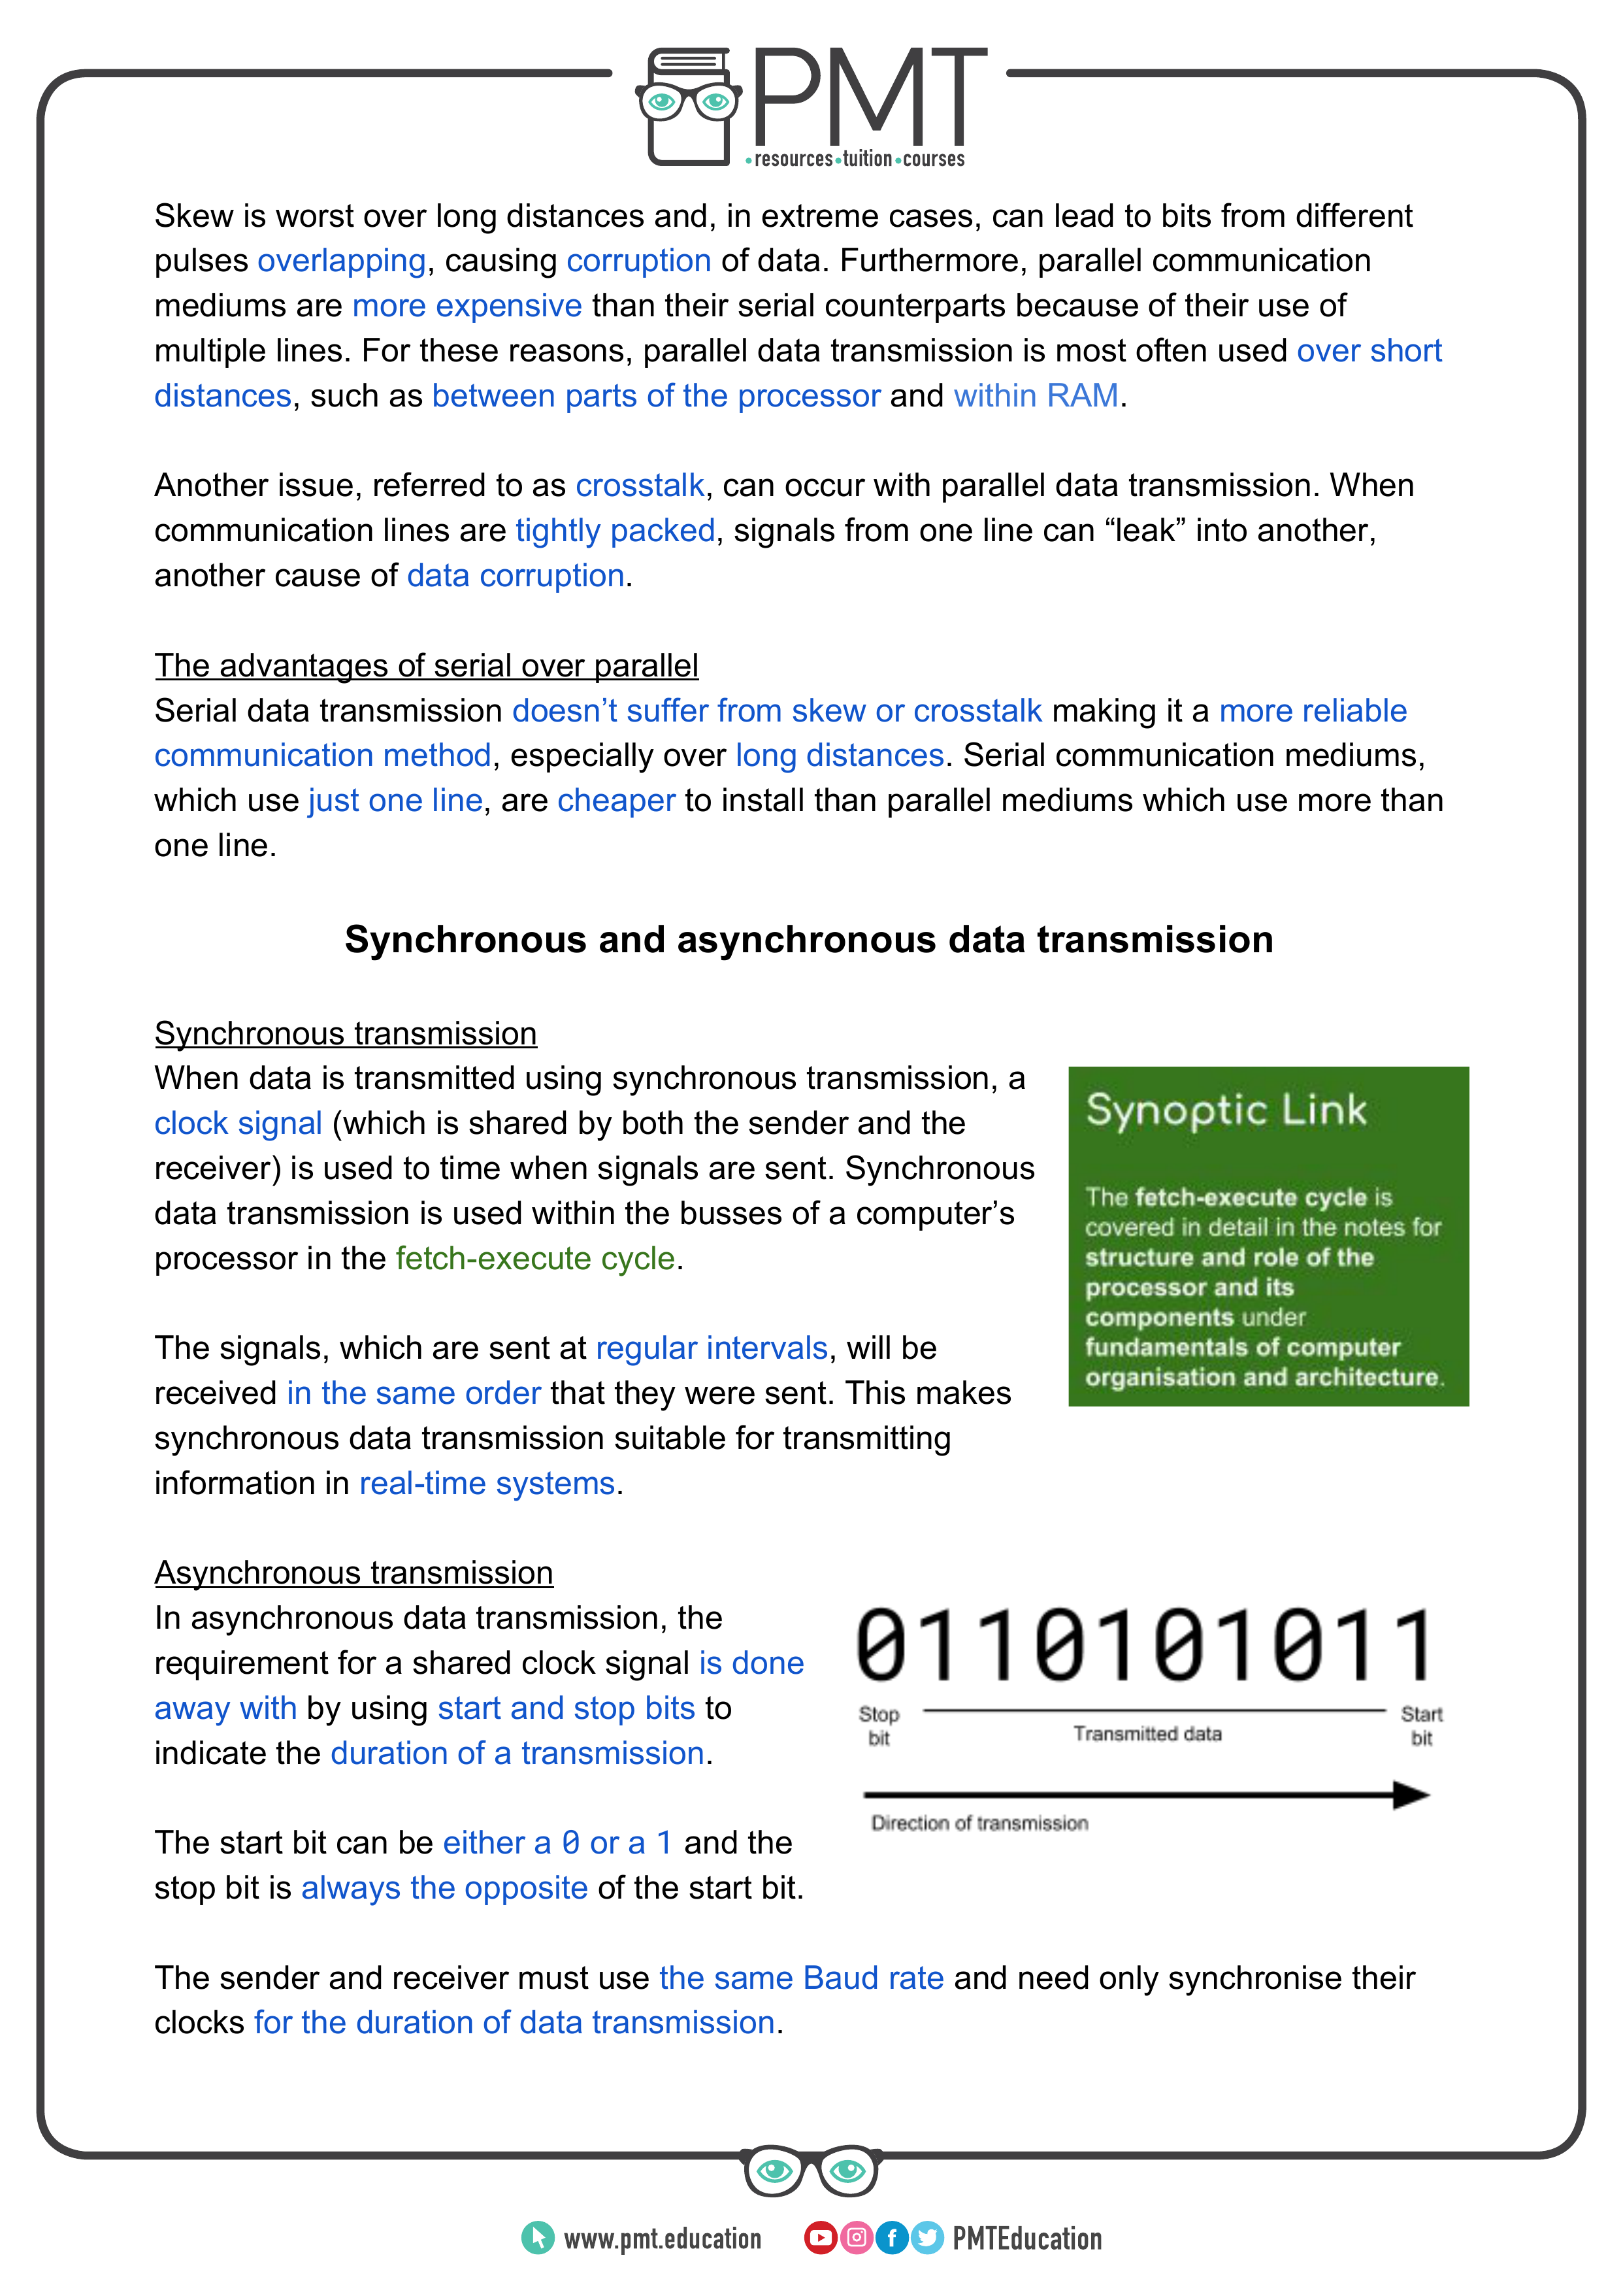 PMT
•resources•tuition•courses
Skew is worst over long distances and, in extreme cases, can lead to bits from different
pulses overlapping, causing corruption of data. Furthermore, parallel communication
mediums are more expensive than their serial counterparts because of their use of
multiple lines. For these reasons, parallel data transmission is most often used over short
distances, such as between parts of the processor and within RAM.
Another issue, referred to as crosstalk, can occur with parallel data transmission. When
communication lines are tightly packed, signals from one line can “leak” into another,
another cause of data corruption.
The advantages of serial over parallel
Serial data transmission doesn’t suffer from skew or crosstalk making it a more reliable
communication method, especially over long distances. Serial communication mediums,
which use just one line, are cheaper to install than parallel mediums which use more than
one line.
Synchronous and asynchronous data transmission
Synchronous transmission
When data is transmitted using synchronous transmission, a
clock signal (which is shared by both the sender and the
receiver) is used to time when signals are sent. Synchronous
data transmission is used within the busses of a computer’s
processor in the fetch-execute cycle.
The signals, which are sent at regular intervals, will be
received in the same order that they were sent. This makes
synchronous data transmission suitable for transmitting
information in real-time systems.
Synoptic Link
The fetch-execute cycle is
covered in detail in the notes for
structure and role of the
processor and its
components under
fundamentals of computer
organisation and architecture.
Asynchronous transmission
In asynchronous data transmission, the
requirement for a shared clock signal is done
away with by using start and stop bits to
indicate the duration of a transmission.
The start bit can be either a 0 or a 1 and the
stop bit is always the opposite of the start bit.
0110101011
Stop bit
Transmitted data
Start bit
Direction of transmission
The sender and receiver must use the same Baud rate and need only synchronise their
clocks for the duration of data transmission.
www.pmt.education
PMTEducation